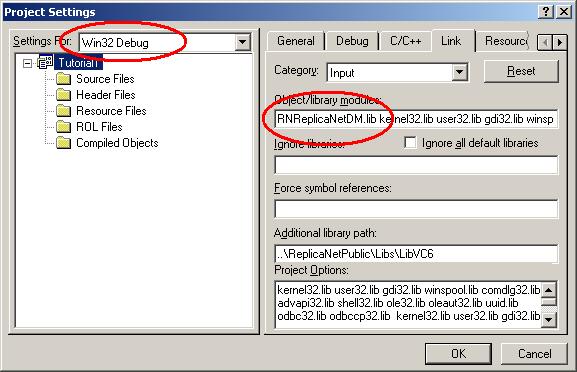 Project Settings
Settings For: Win32 Debug
General Debug C/C++ Link Resourc
Tutorial1
Source Files
Header Files
Resource Files
ROL Files
Compiled Objects
Category: Input Reset
Object/library modules:
RNReplicaNetDM.lib kernel32.lib user32.lib gdi32.lib winsp
Ignore libraries: Ignore all default libraries
Force symbol references:
Additional library path:
..\ReplicaNetPublic\Libs\LibVC6
Project Options:
kernel32.lib user32.lib gdi32.lib winspool.lib comdlg32.lib
advapi32.lib shell32.lib ole32.lib oleaut32.lib uuid.lib
odbc32.lib odbccp32.lib kernel32.lib user32.lib gdi32.lib
OK Cancel